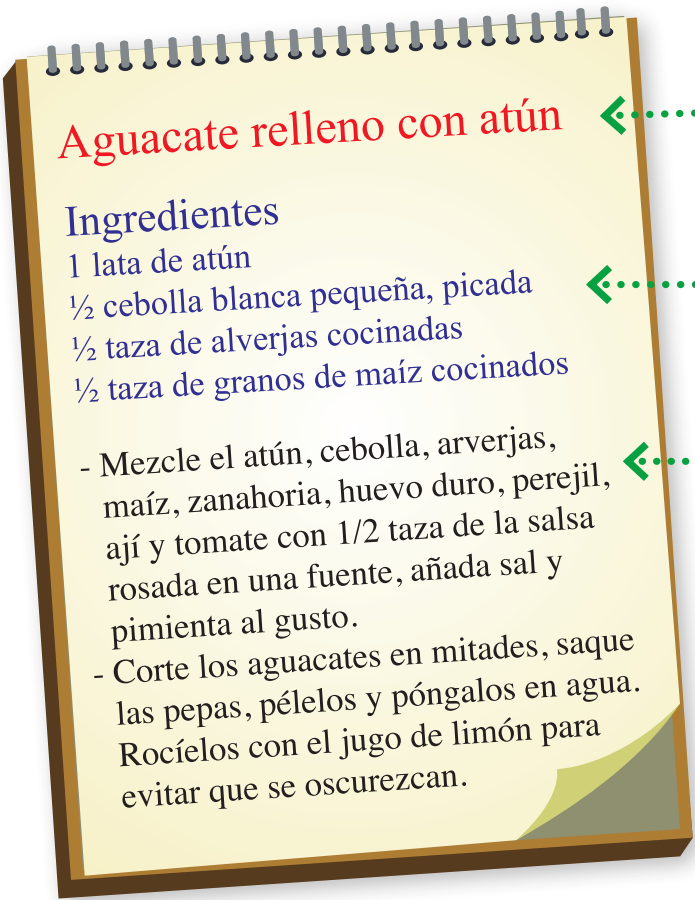 Aguacate relleno con atún
Ingredientes
1 lata de atún
½ cebolla blanca pequeña, picada
½ taza de alverjas cocinadas
½ taza de granos de maíz cocinados
- Mezcle el atún, cebolla, arverjas,
maíz, zanahoria, huevo duro, perejil,
ají y tomate con 1/2 taza de la salsa
rosada en una fuente, añada sal y
pimienta al gusto.
- Corte los aguacates en mitades, saque
las pepas, pélelos y póngalos en agua.
Rocíelos con el jugo de limón para
evitar que se oscurezcan.